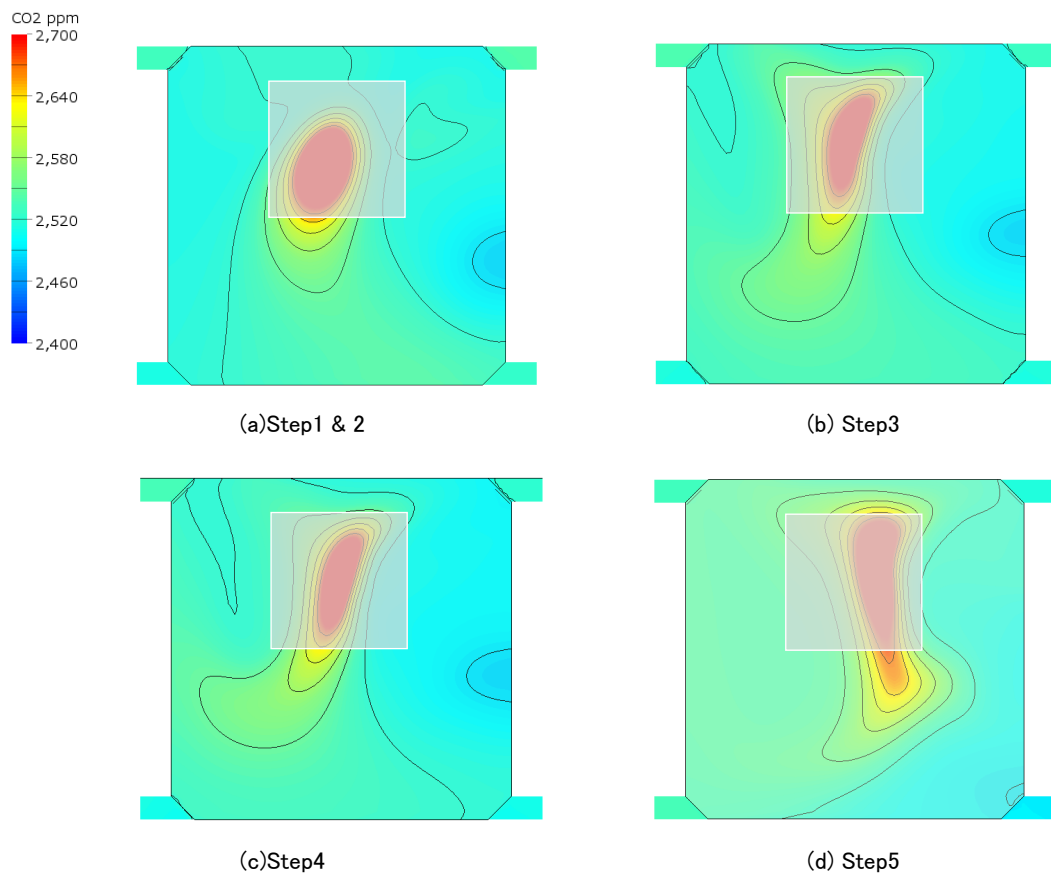 CO2 ppm
2,700
2,640
2,580
2,520
2,460
2,400
(a)Step1 & 2
(b) Step3
(c)Step4
(d) Step5